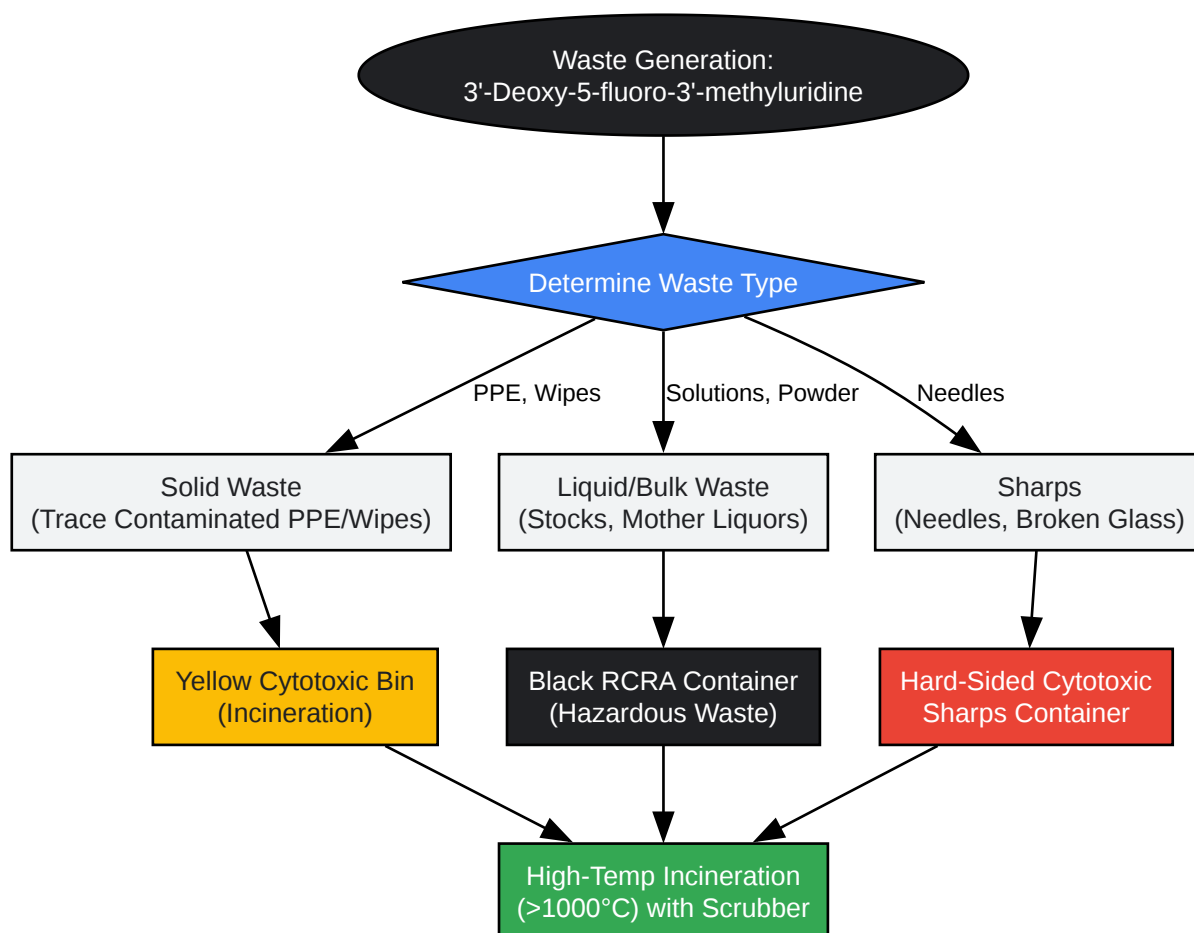 Waste Generation:
3'-Deoxy-5-fluoro-3'-methyluridine
Determine Waste Type
PPE, Wipes
Solutions, Powder
Needles
Solid Waste
(Trace Contaminated PPE/Wipes)
Liquid/Bulk Waste
(Stocks, Mother Liquors)
Sharps
(Needles, Broken Glass)
Yellow Cytotoxic Bin
(Incineration)
Black RCRA Container
(Hazardous Waste)
Hard-Sided Cytotoxic
Sharps Container
High-Temp Incineration
(>1000°C) with Scrubber